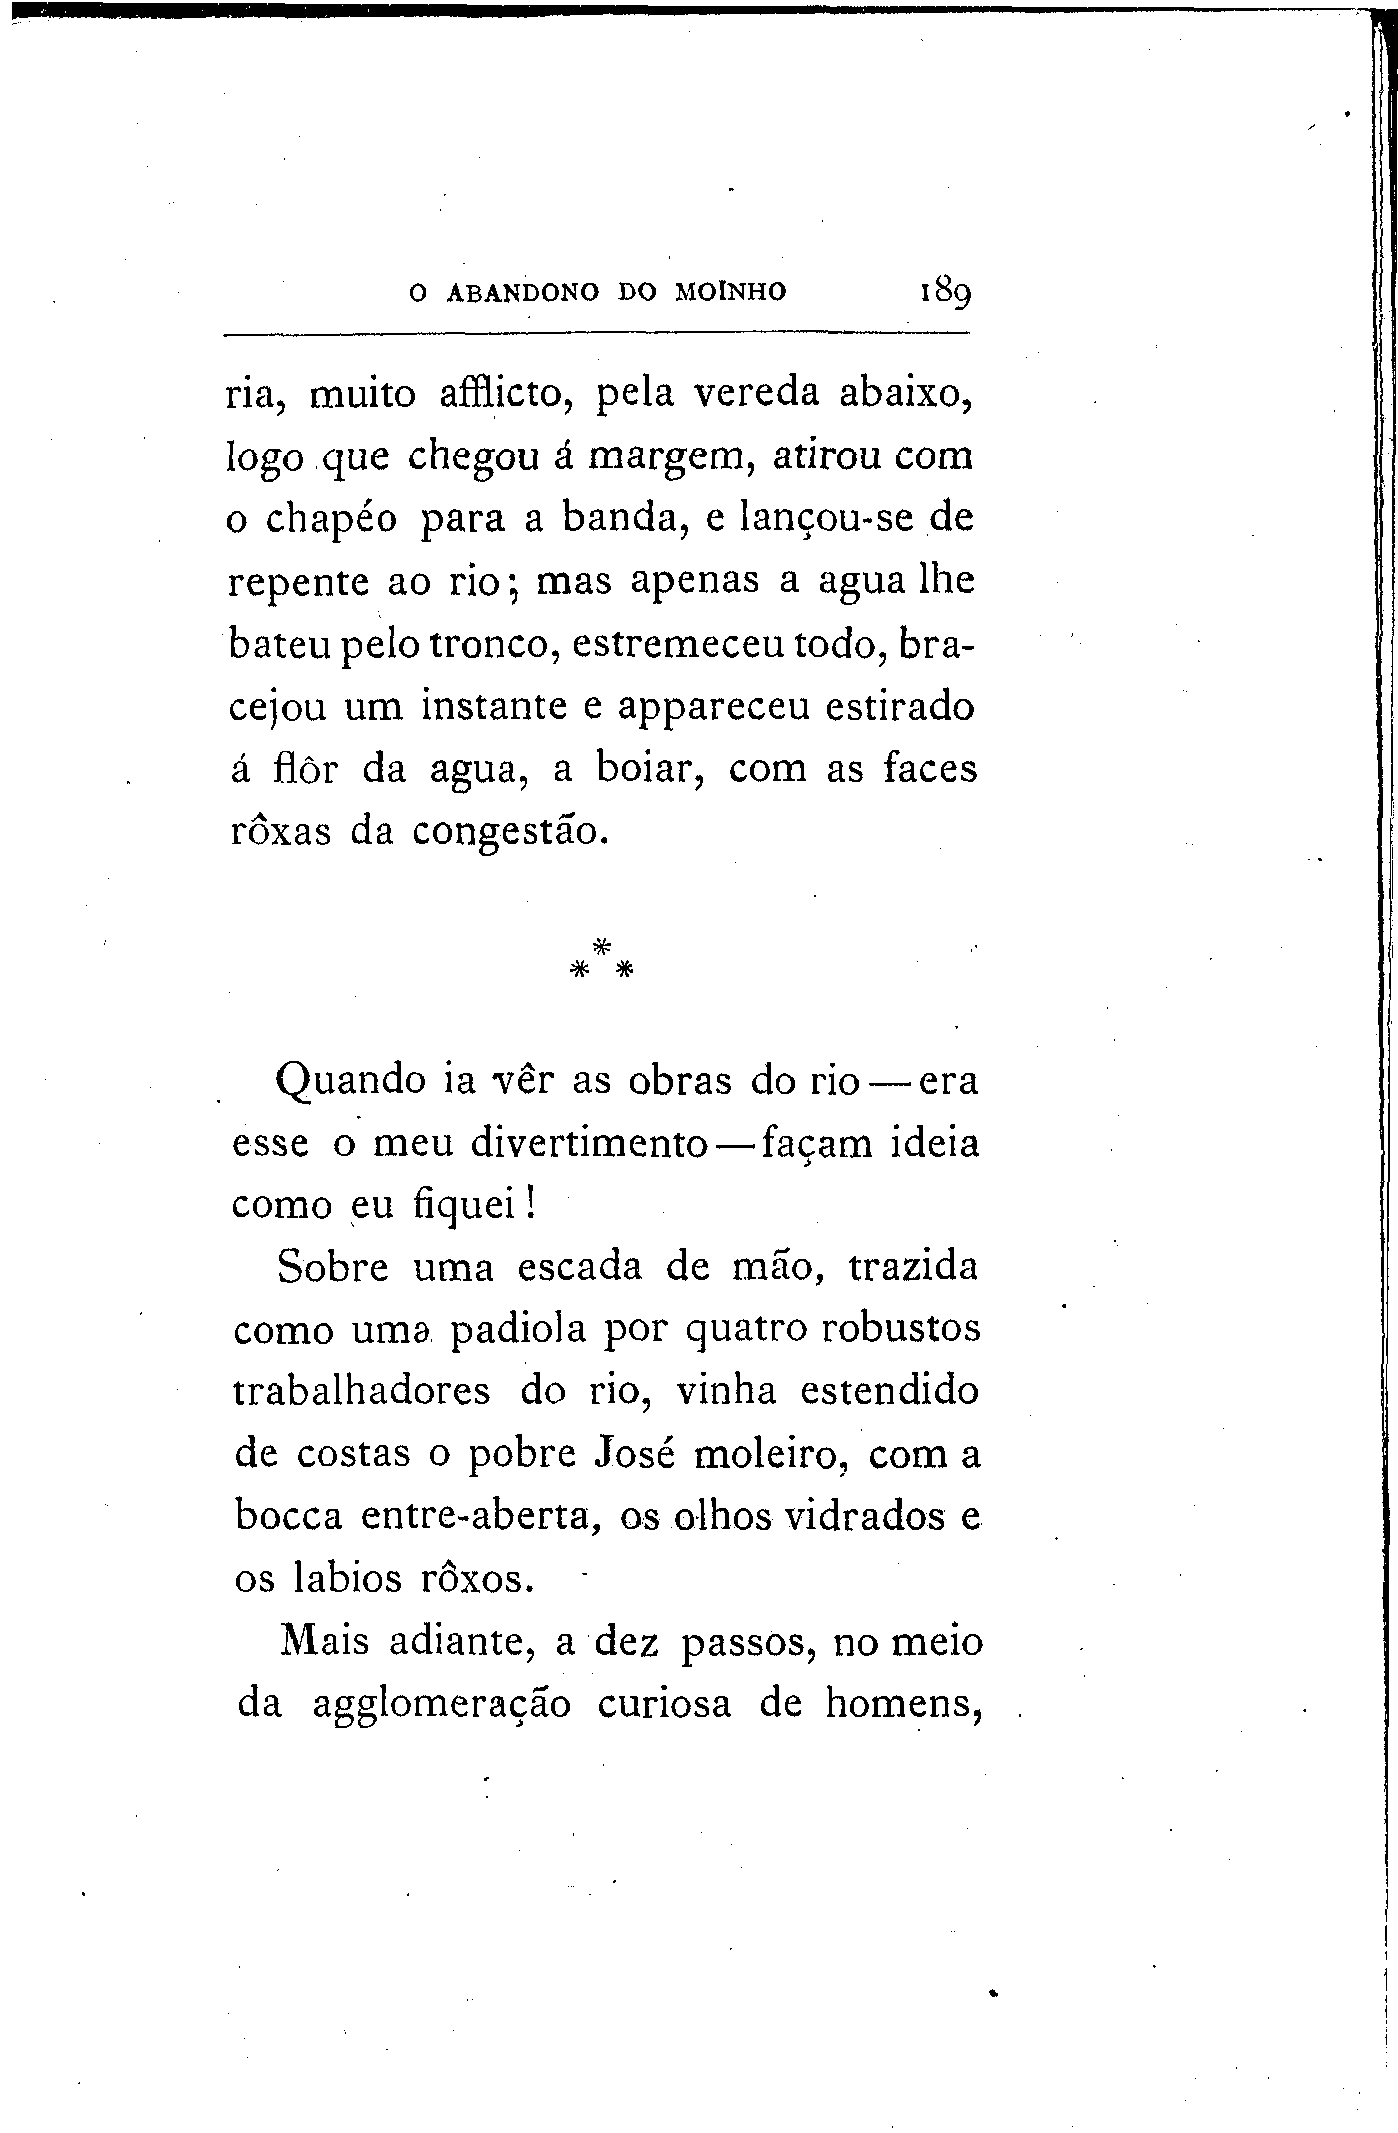 O ABANDONO DO MOINHO 189
ria, muito afflicto, pela vereda abaixo,
logo que chegou á margem, atirou com
o chapéo para a banda, e lançou-se de
repente ao rio; mas apenas a agua lhe
bateu pelo tronco, estremeceu todo, bra-
cejou um instante e appareceu estirado
á flôr da agua, a boiar, com as faces
rôxas da congestão.
*
* *
Quando ia vêr as obras do rio—era
esse o meu divertimento—façam ideia
como eu fiquei!
Sobre uma escada de mão, trazida
como uma padiola por quatro robustos
trabalhadores do rio, vinha estendido
de costas o pobre José moleiro, com a
bocca entre-aberta, os olhos vidrados e
os labios rôxos.
Mais adiante, a dez passos, no meio
da agglomeração curiosa de homens,